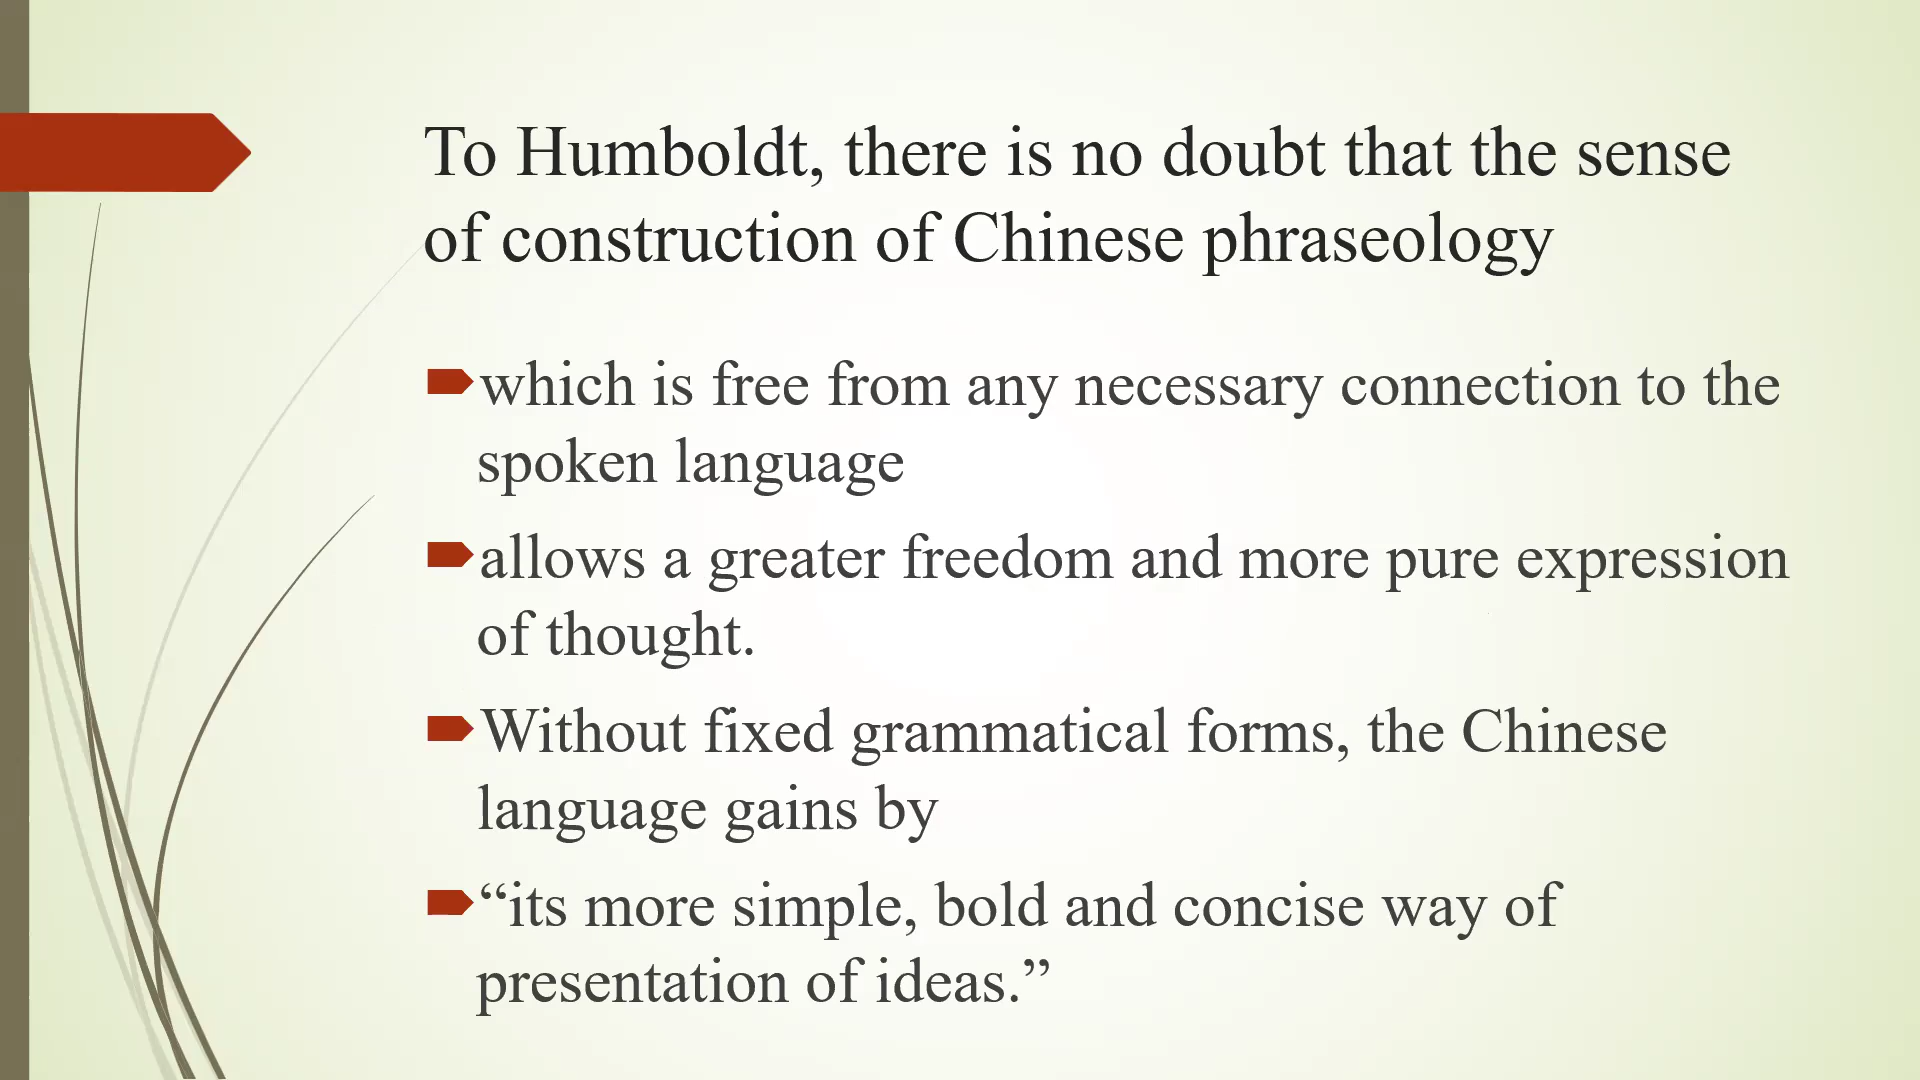 To Humboldt, there is no doubt that the sense
of construction of Chinese phraseology
which is free from any necessary connection to the
spoken language
allows a greater freedom and more pure expression
of thought.
Without fixed grammatical forms, the Chinese
language gains by
“its more simple, bold and concise way of
presentation of ideas.”